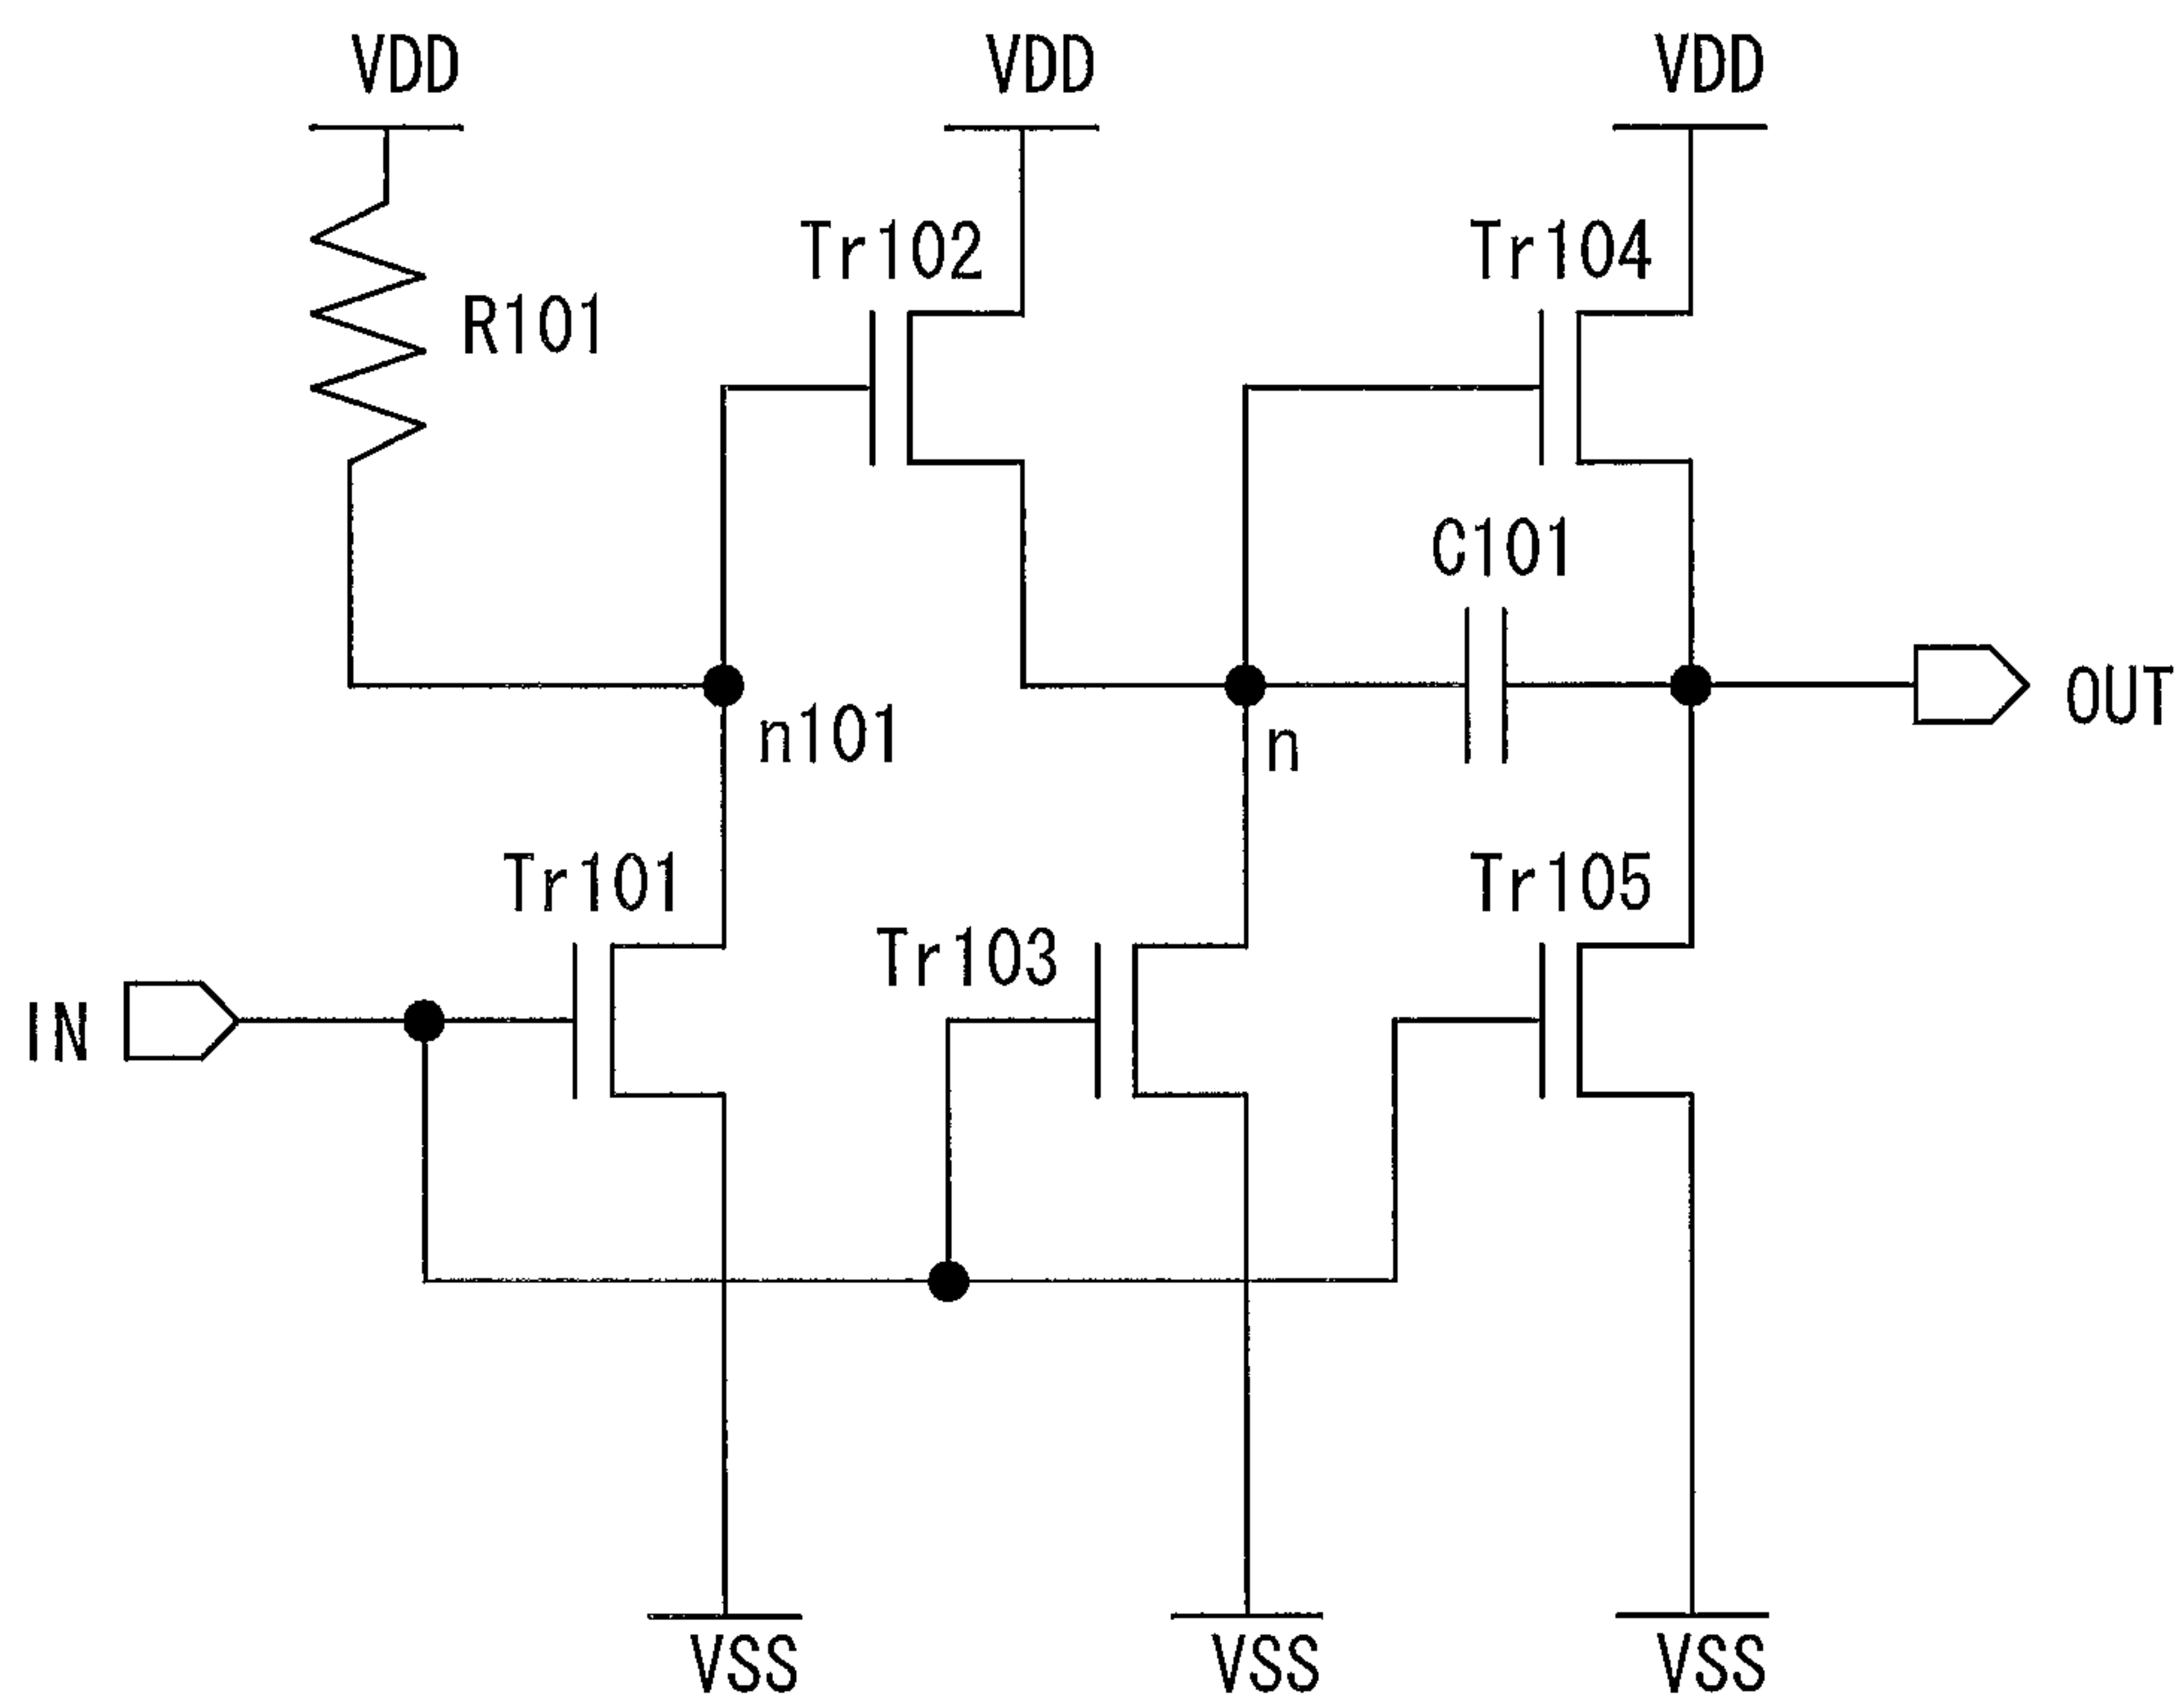 VDD VDD VDD
Tr102 Tr104
R101
C101
n101 n OUT
Tr101 Tr103 Tr105
IN
VSS VSS VSS